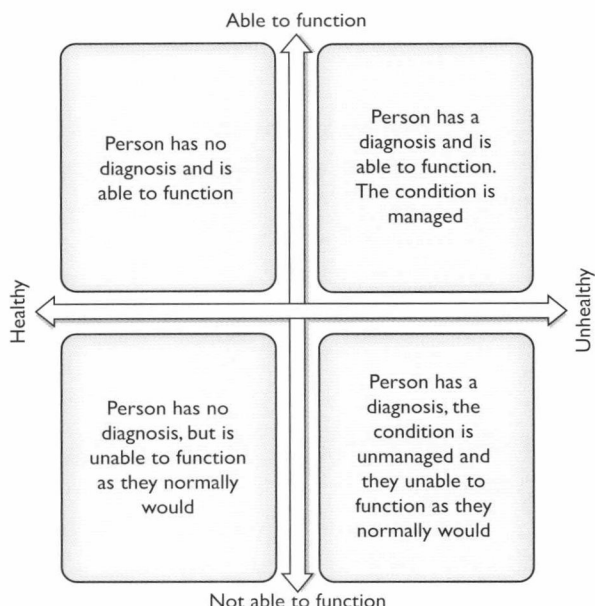 Able to function
Person has no
diagnosis and is
able to function
Person has a
diagnosis and is
able to function.
The condition is
managed
Healthy
Unhealthy
Person has no
diagnosis, but is
unable to function
as they normally
would
Person has a
diagnosis, the
condition is
unmanaged and
they unable to
function as they
normally would
Not able to function